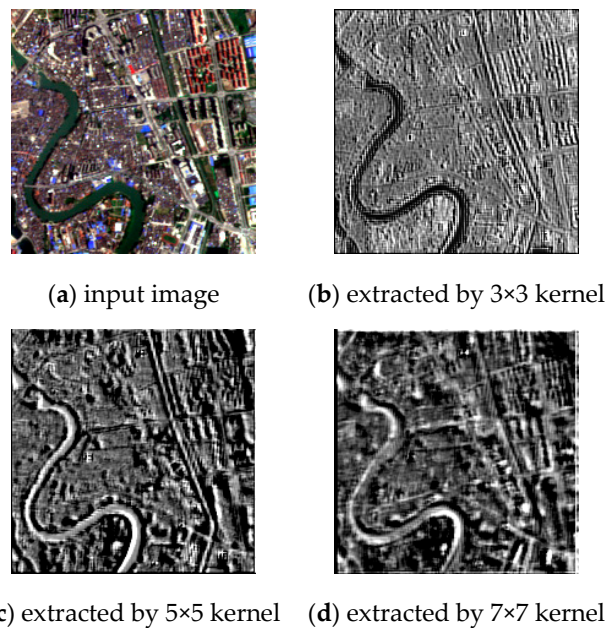 (a) input image
(b) extracted by 3×3 kernel
c) extracted by 5×5 kernel
(d) extracted by 7×7 kernel